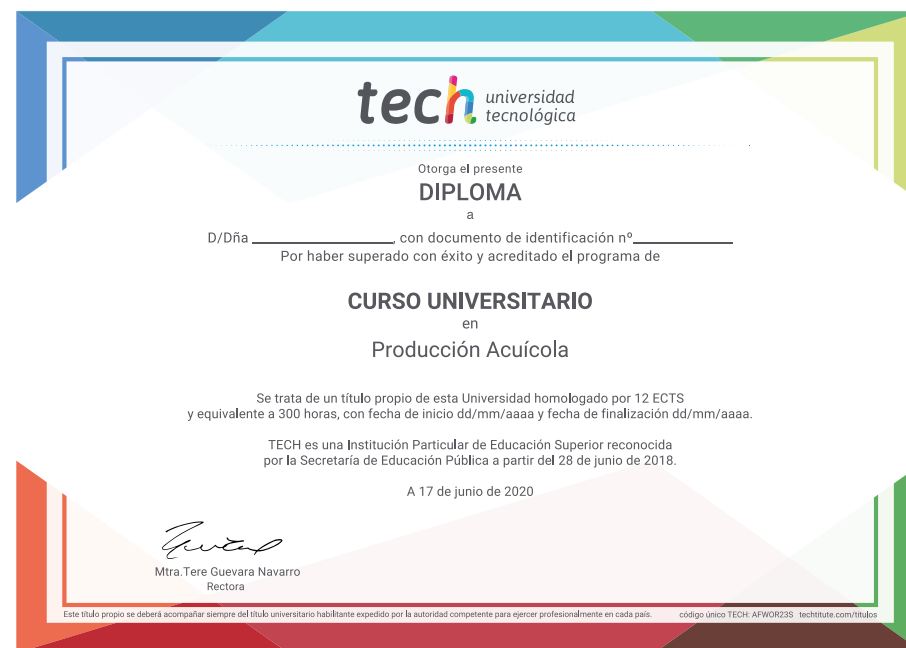 tech universidad
tecnológica
Otorga el presente
DIPLOMA
a
D/Dña ____________________, con documento de identificación nº______________
Por haber superado con éxito y acreditado el programa de
CURSO UNIVERSITARIO
en
Producción Acuícola
Se trata de un título propio de esta Universidad homologado por 12 ECTS
y equivalente a 300 horas, con fecha de inicio dd/mm/aaaa y fecha de finalización dd/mm/aaaa.
TECH es una Institución Particular de Educación Superior reconocida
por la Secretaría de Educación Pública a partir del 28 de junio de 2018.
A 17 de junio de 2020
Mtra.Tere Guevara Navarro
Rectora
Este título propio se deberá acompañar siempre del título universitario habilitante expedido por la autoridad competente para ejercer profesionalmente en cada país. código único TECH: AFWOR23S techtitute.com/titulos